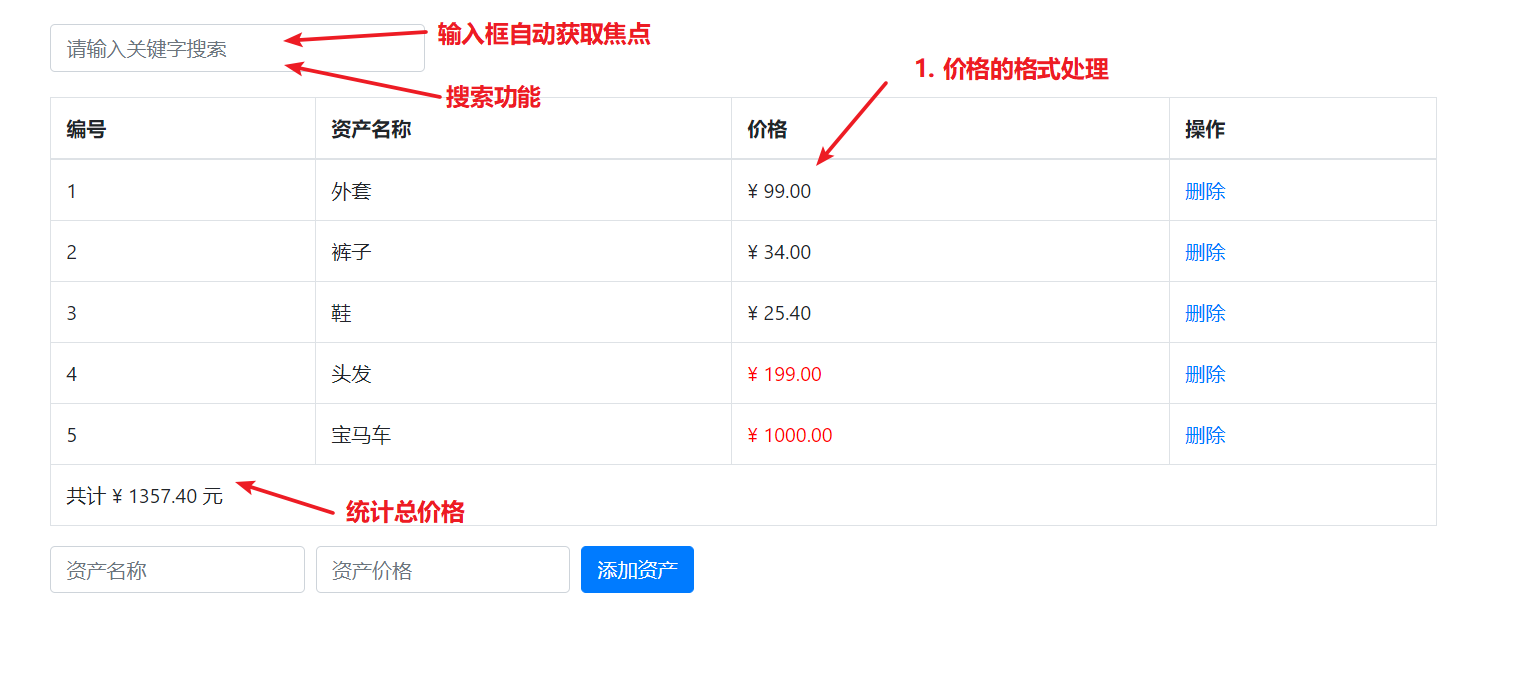 输入框自动获取焦点
请输入关键字搜索
1. 价格的格式处理
搜索功能
编号 资产名称 价格 操作
1 外套 ¥ 99.00 删除
2 裤子 ¥ 34.00 删除
3 鞋 ¥ 25.40 删除
4 头发 ¥ 199.00 删除
5 宝马车 ¥ 1000.00 删除
共计 ¥ 1357.40 元
统计总价格
资产名称 资产价格 添加资产